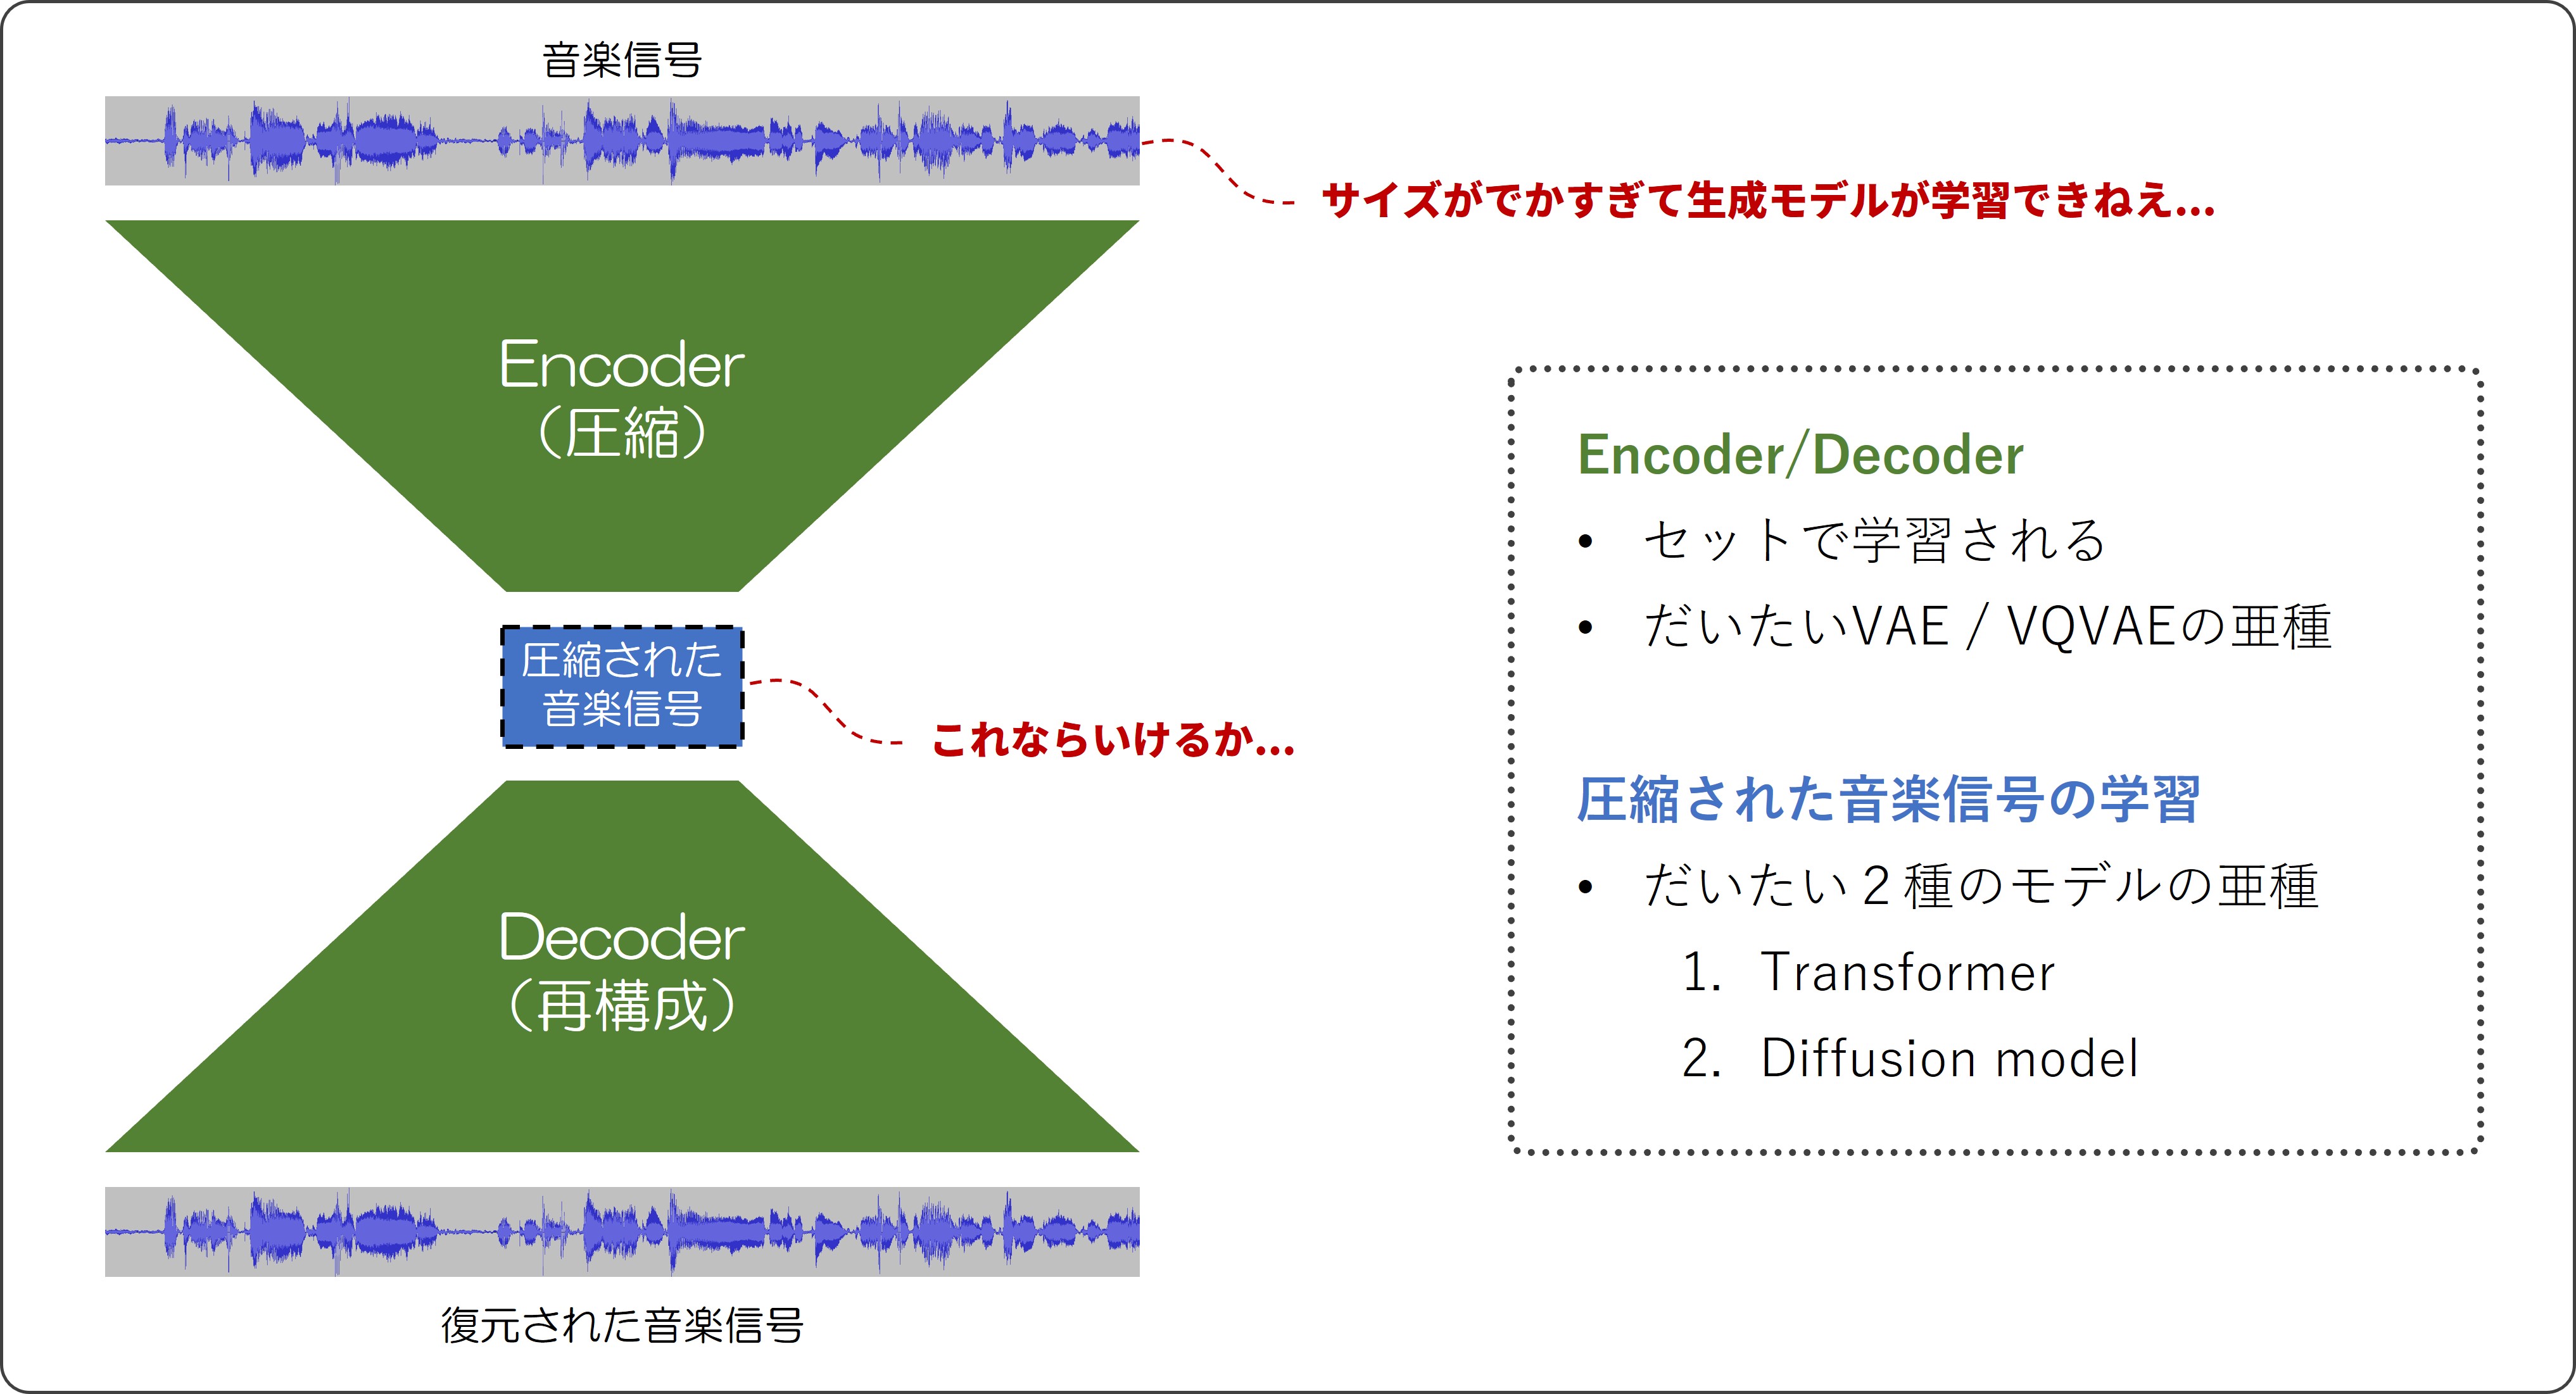 音楽信号
サイズがでかすぎて生成モデルが学習できねえ...
Encoder
（圧縮）
圧縮された
音楽信号
これならいけるか...
Decoder
（再構成）
復元された音楽信号
Encoder/Decoder
• セットで学習される
• だいたいVAE / VQVAEの亜種
圧縮された音楽信号の学習
• だいたい２種のモデルの亜種
1. Transformer
2. Diffusion model